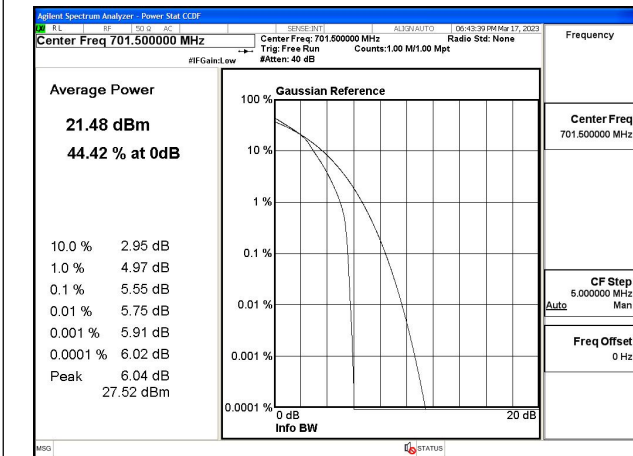 Agilent Spectrum Analyzer - Power Stat CCDF
LXI RL RF 50 Ω AC SENSE:INT ALIGNAUTO 06:43:39 PM Mar 17, 2023
Center Freq 701.500000 MHz
Center Freq: 701.500000 MHz Radio Std: None
Trig: Free Run Counts:1.00 M/1.00 Mpt
#IFGain:Low #Atten: 40 dB
Frequency
Average Power
21.48 dBm
44.42 % at 0dB
10.0 % 2.95 dB
1.0 % 4.97 dB
0.1 % 5.55 dB
0.01 % 5.75 dB
0.001 % 5.91 dB
0.0001 % 6.02 dB
Peak 6.04 dB
27.52 dBm
Gaussian Reference
100 %
10 %
1 %
0.1 %
0.01 %
0.001 %
0.0001 %
0 dB 20 dB
Info BW
Center Freq
701.500000 MHz
CF Step
5.000000 MHz
Auto Man
Freq Offset
0 Hz
MSG STATUS